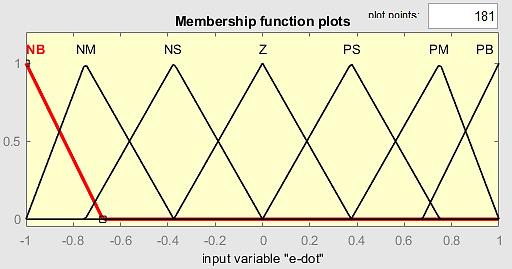 Membership function plots
plot points:
181
NB NM NS Z PS PM PB
1
0.5
0
-1 -0.8 -0.6 -0.4 -0.2 0 0.2 0.4 0.6 0.8 1
input variable "e-dot"